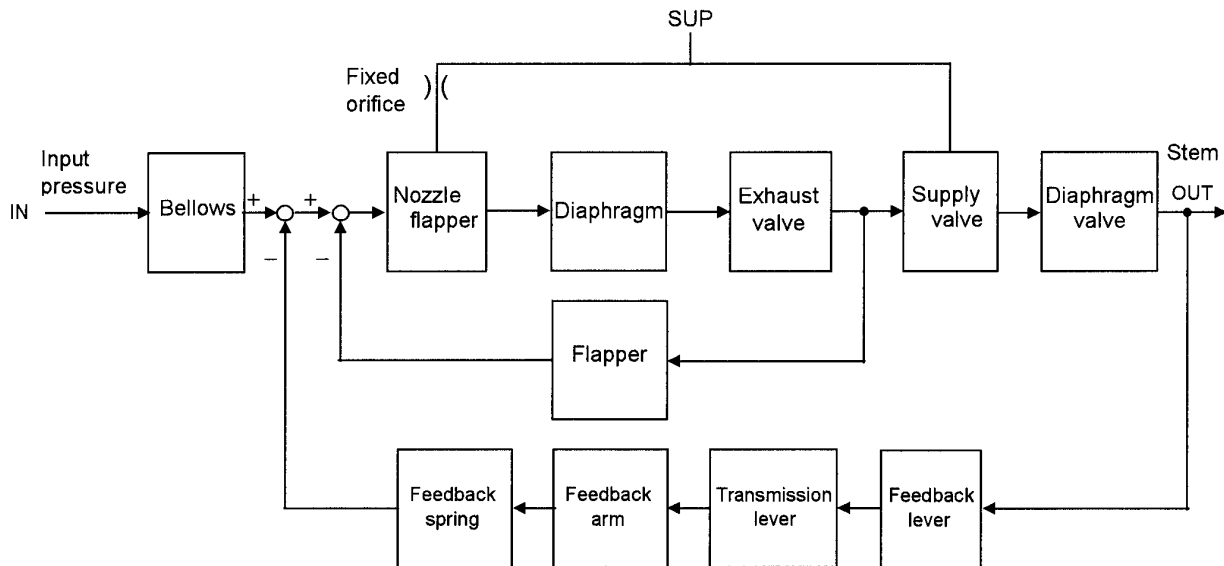 SUP
Fixed
orifice
) (
Input
pressure
IN
Bellows
+
−
+
−
Nozzle
flapper
Diaphragm
Exhaust
valve
Supply
valve
Diaphragm
valve
Stem
OUT
Flapper
Feedback
spring
Feedback
arm
Transmission
lever
Feedback
lever